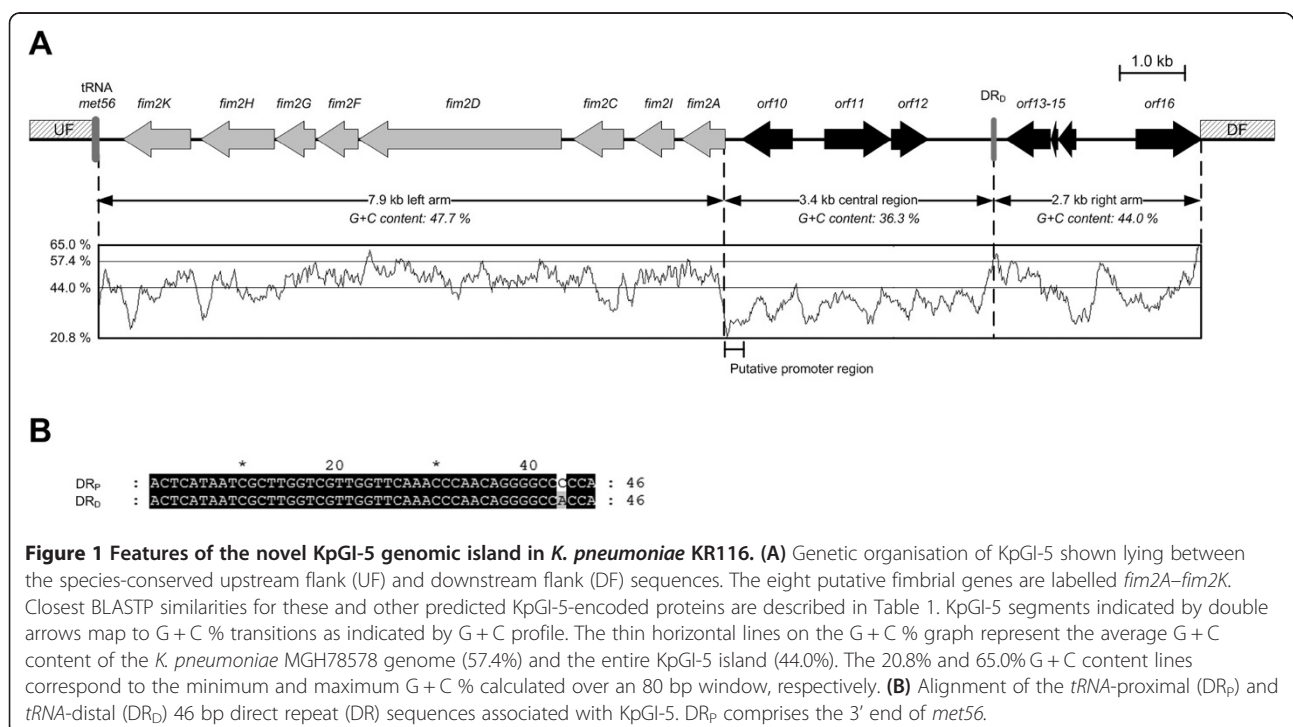 A
1.0 kb
tRNA
met56 fim2K fim2H fim2G fim2F fim2D fim2C fim2I fim2A orf10 orf11 orf12 DRD orf13-15 orf16
UF DF
7.9 kb left arm 3.4 kb central region 2.7 kb right arm
G+C content: 47.7 % G+C content: 36.3 % G+C content: 44.0 %
65.0 %
57.4 %
44.0 %
20.8 %
Putative promoter region
B
* 20 * 40
DRP : ACTCATAATCGCTTGGTCGTTGGTTCAAACCCAACAGGGGCCCCCA : 46
DRD : ACTCATAATCGCTTGGTCGTTGGTTCAAACCCAACAGGGGCCACCA : 46
Figure 1 Features of the novel KpGI-5 genomic island in K. pneumoniae KR116. (A) Genetic organisation of KpGI-5 shown lying between
the species-conserved upstream flank (UF) and downstream flank (DF) sequences. The eight putative fimbrial genes are labelled fim2A–fim2K.
Closest BLASTP similarities for these and other predicted KpGI-5-encoded proteins are described in Table 1. KpGI-5 segments indicated by double
arrows map to G + C % transitions as indicated by G + C profile. The thin horizontal lines on the G + C % graph represent the average G + C
content of the K. pneumoniae MGH78578 genome (57.4%) and the entire KpGI-5 island (44.0%). The 20.8% and 65.0% G + C content lines
correspond to the minimum and maximum G + C % calculated over an 80 bp window, respectively. (B) Alignment of the tRNA-proximal (DRP) and
tRNA-distal (DRD) 46 bp direct repeat (DR) sequences associated with KpGI-5. DRP comprises the 3′ end of met56.